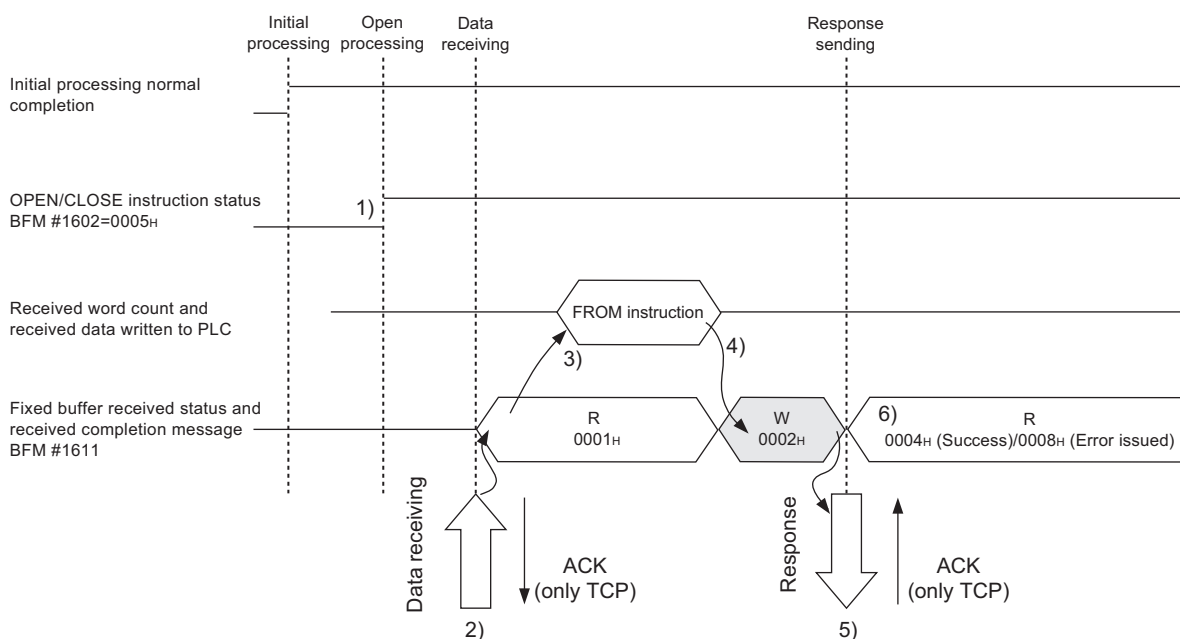 Initial
processing
Open
processing
Data
receiving
Response
sending
Initial processing normal
completion
OPEN/CLOSE instruction status
BFM #1602=0005H
1)
Received word count and
received data written to PLC
FROM instruction
3)
4)
Fixed buffer received status and
received completion message
BFM #1611
R
0001H
W
0002H
6)
R
0004H (Success)/0008H (Error issued)
Data receiving
ACK
(only TCP)
2)
Response
ACK
(only TCP)
5)